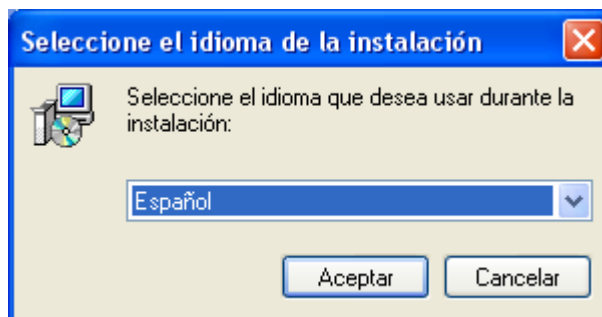 Seleccione el idioma de la instalación
Seleccione el idioma que desea usar durante la
instalación:
Español
Aceptar
Cancelar